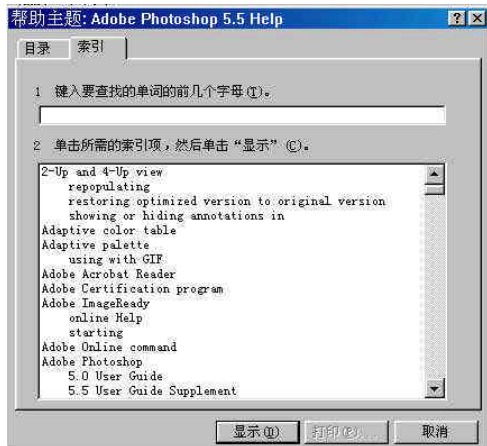 帮助主题: Adobe Photoshop 5.5 Help
目录 索引
1 键入要查找的单词的前几个字母(T)。
2 单击所需的索引项，然后单击“显示”(C)。
2-Up and 4-Up view
repopulating
restoring optimized version to original version
showing or hiding annotations in
Adaptive color table
Adaptive palette
using with GIF
Adobe Acrobat Reader
Adobe Certification program
Adobe ImageReady
online Help
starting
Adobe Online command
Adobe Photoshop
5.0 User Guide
5.5 User Guide Supplement
显示(D) 打印(P)... 取消